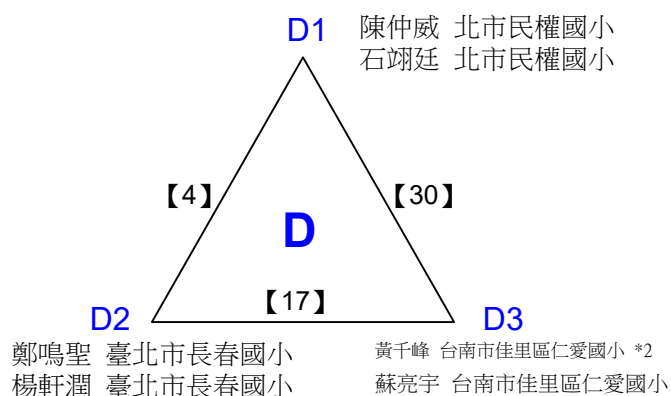 D1 陳仲威 北市民權國小
石翊廷 北市民權國小
【4】 【30】
D
【17】
D2 D3
鄭鳴聖 臺北市長春國小 黃千峰 台南市佳里區仁愛國小 *2
楊軒潤 臺北市長春國小 蘇亮宇 台南市佳里區仁愛國小